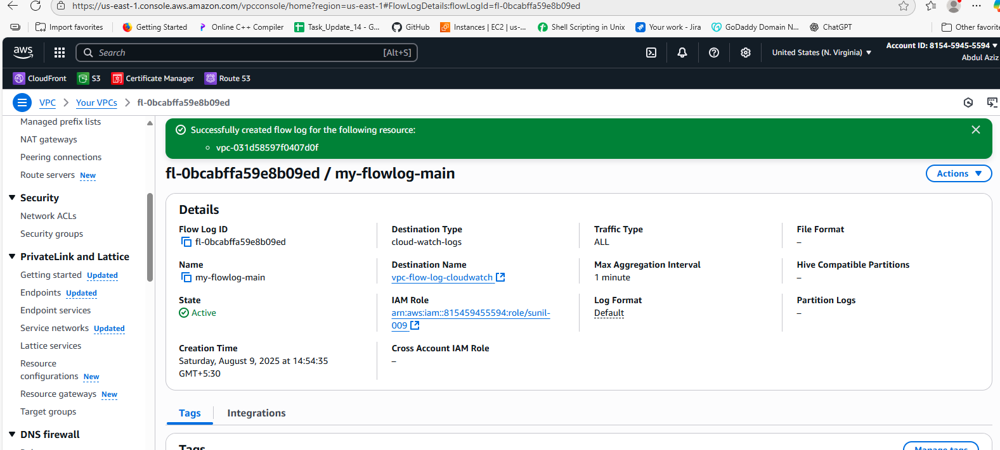 https://us-east-1.console.aws.amazon.com/vpcconsole/home?region=us-east-1#FlowLogDetails:flowLogId=fl-0bcabffa59e8b09ed
Import favorites
Getting Started
Online C++ Compiler
Task_Update_14 - G...
GitHub
Instances | EC2 | us-...
Shell Scripting in Unix
Your work - Jira
GoDaddy Domain N...
ChatGPT
Other favorite
aws
Search
[Alt+S]
United States (N. Virginia)
Account ID: 8154-5945-5594
Abdul Aziz
CloudFront
S3
Certificate Manager
Route 53
VPC
Your VPCs
fl-0bcabffa59e8b09ed
Managed prefix lists
NAT gateways
Peering connections
Route servers New
Security
Network ACLs
Security groups
PrivateLink and Lattice
Getting started Updated
Endpoints Updated
Endpoint services
Service networks Updated
Lattice services
Resource
configurations New
Resource gateways New
Target groups
DNS firewall
Successfully created flow log for the following resource:
vpc-031d58597f0407d0f
fl-0bcabffa59e8b09ed / my-flowlog-main
Actions
Details
Flow Log ID
fl-0bcabffa59e8b09ed
Destination Type
cloud-watch-logs
Traffic Type
ALL
File Format
–
Name
my-flowlog-main
Destination Name
vpc-flow-log-cloudwatch
Max Aggregation Interval
1 minute
Hive Compatible Partitions
–
State
Active
IAM Role
arn:aws:iam::815459455594:role/sunil-
009
Log Format
Default
Partition Logs
–
Creation Time
Saturday, August 9, 2025 at 14:54:35
GMT+5:30
Cross Account IAM Role
–
Tags
Integrations
Tags
Manage tags